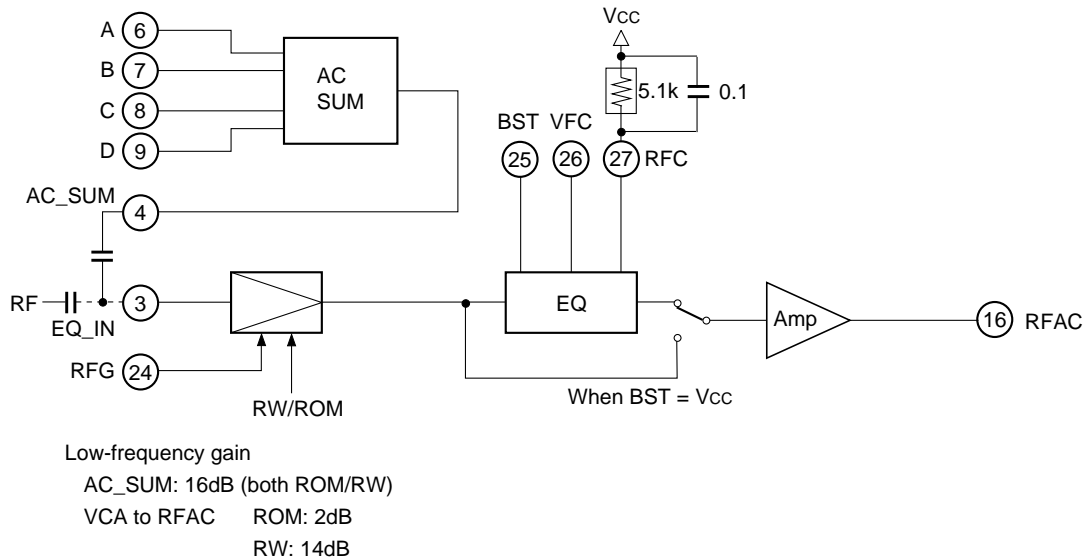 VCC
A 6
B 7
C 8
D 9
AC
SUM
5.1k
0.1
BST VFC
25 26 27 RFC
AC_SUM
4
RF
3
EQ_IN
EQ
Amp
16 RFAC
RFG 24
RW/ROM
When BST = VCC
Low-frequency gain
AC_SUM: 16dB (both ROM/RW)
VCA to RFAC ROM: 2dB
RW: 14dB